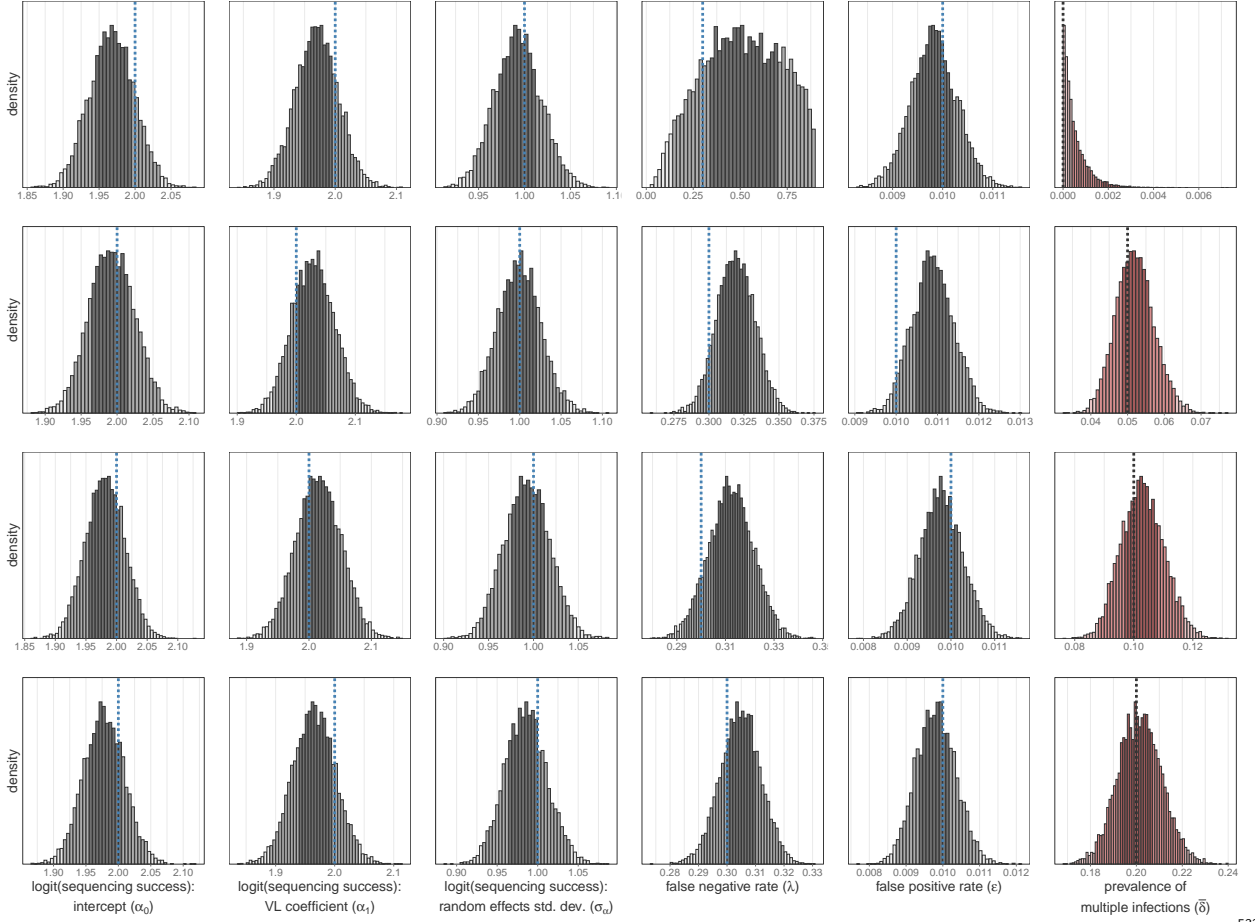 density
1.85 1.90 1.95 2.00 2.05
1.9 2.0 2.1
0.95 1.00 1.05 1.1
0.00 0.25 0.50 0.75
0.009 0.010 0.011
0.000 0.002 0.004 0.006
density
1.90 1.95 2.00 2.05 2.10
1.9 2.0 2.1
0.90 0.95 1.00 1.05 1.10
0.275 0.300 0.325 0.350 0.375
0.009 0.010 0.011 0.012 0.013
0.04 0.05 0.06 0.07
density
1.85 1.90 1.95 2.00 2.05 2.10
1.9 2.0 2.1
0.90 0.95 1.00 1.05
0.29 0.31 0.33
0.008 0.009 0.010 0.011
0.08 0.10 0.12
density
1.90 1.95 2.00 2.05 2.10
1.9 2.0 2.1
0.90 0.95 1.00 1.05
0.28 0.29 0.30 0.31 0.32 0.33
0.008 0.009 0.010 0.011 0.012
0.18 0.20 0.22 0.24
logit(sequencing success):
intercept (α0)
logit(sequencing success):
VL coefficient (α1)
logit(sequencing success):
random effects std. dev. (σα)
false negative rate (λ)
false positive rate (ε)
prevalence of
multiple infections (δ̅)